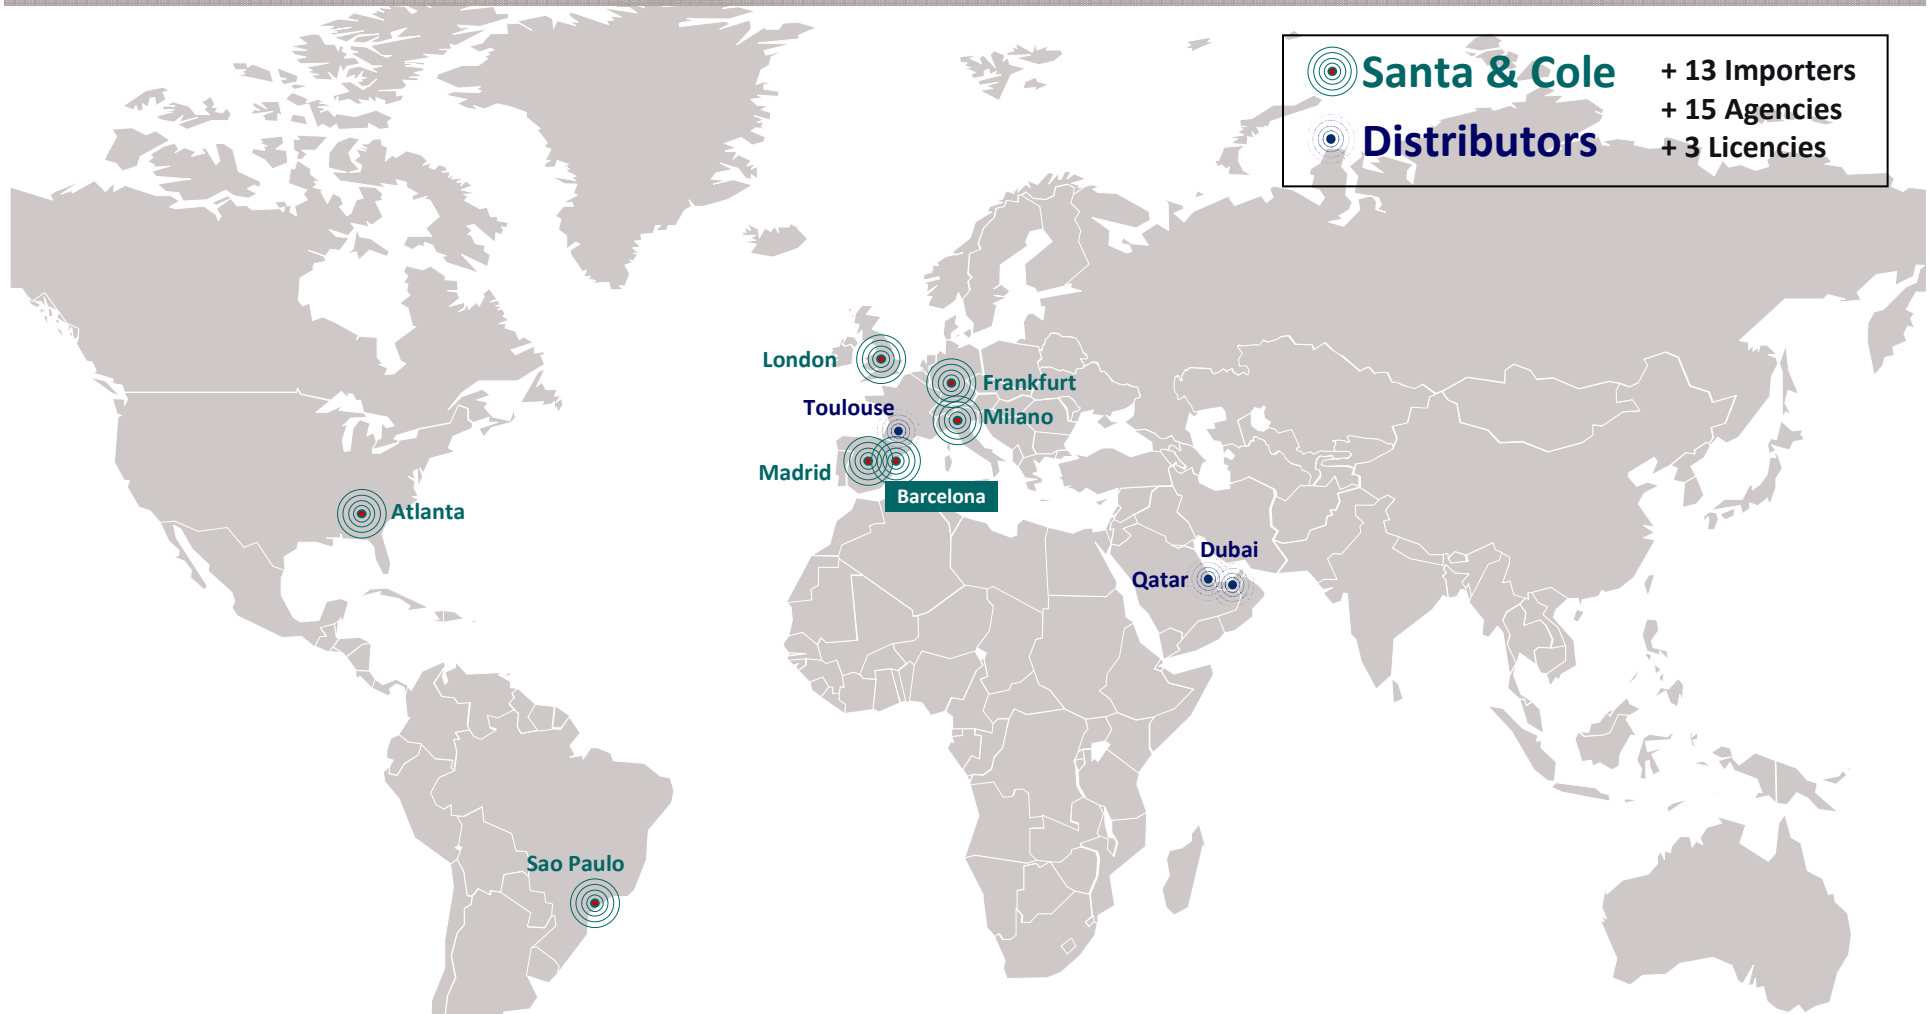 Santa & Cole
+ 13 Importers
+ 15 Agencies
Distributors
+ 3 Licencies
London
Frankfurt
Toulouse
Milano
Madrid
Barcelona
Atlanta
Dubai
Qatar
Sao Paulo